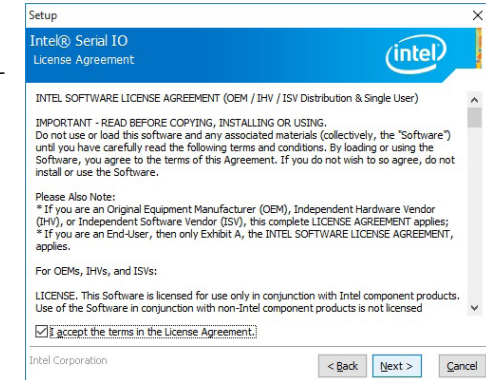 Setup
Intel® Serial IO
License Agreement
intel
INTEL SOFTWARE LICENSE AGREEMENT (OEM / IHV / ISV Distribution & Single User)
IMPORTANT - READ BEFORE COPYING, INSTALLING OR USING.
Do not use or load this software and any associated materials (collectively, the "Software")
until you have carefully read the following terms and conditions. By loading or using the
Software, you agree to the terms of this Agreement. If you do not wish to so agree, do not
install or use the Software.
Please Also Note:
* If you are an Original Equipment Manufacturer (OEM), Independent Hardware Vendor
(IHV), or Independent Software Vendor (ISV), this complete LICENSE AGREEMENT applies;
* If you are an End-User, then only Exhibit A, the INTEL SOFTWARE LICENSE AGREEMENT,
applies.
For OEMs, IHVs, and ISVs:
LICENSE. This Software is licensed for use only in conjunction with Intel component products.
Use of the Software in conjunction with non-Intel component products is not licensed
I accept the terms in the License Agreement.
Intel Corporation
< Back
Next >
Cancel